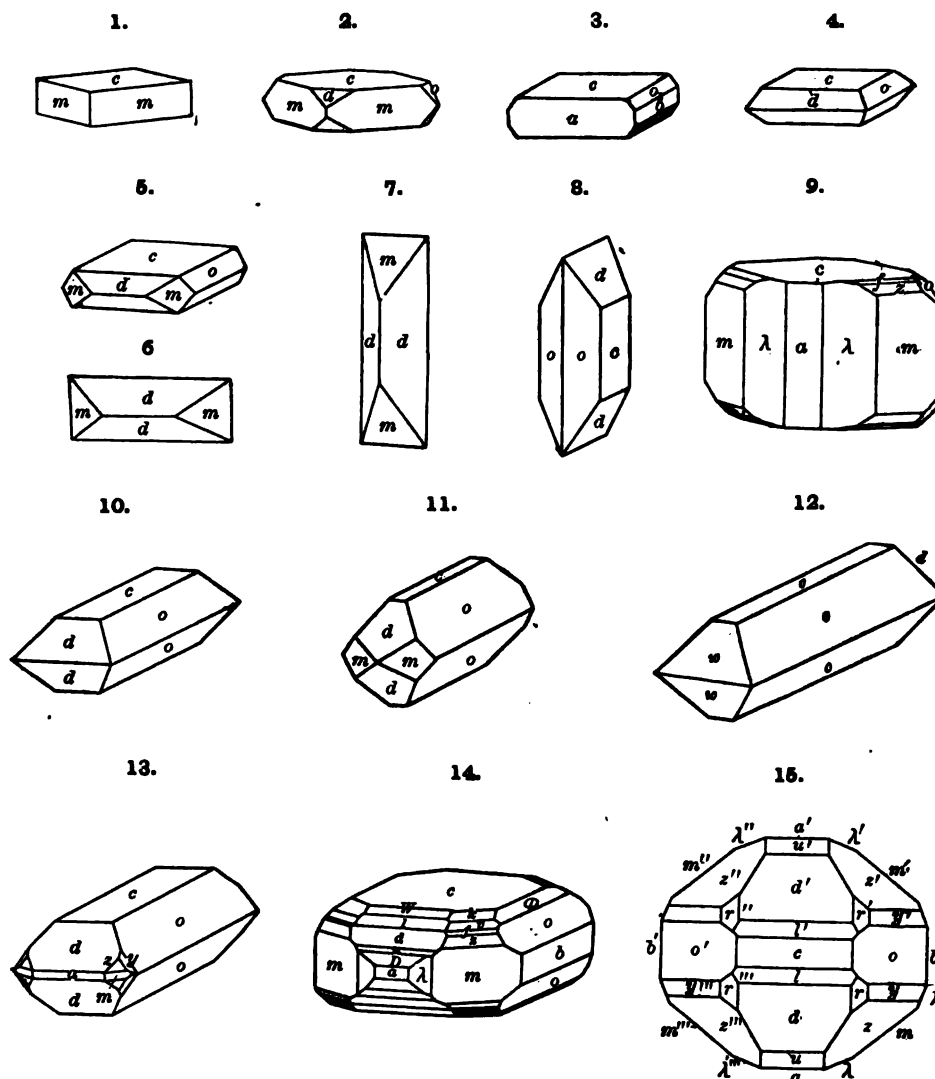 1.
2.
3.
4.
c
m
m
c
d
m
m
o
c
a
o
c
d
o
5.
7.
8.
9.
c
m
d
m
o
m
d
d
m
d
o
o
o
d
c
z
o
m
λ
a
λ
m
6
d
m
m
d
10.
11.
12.
c
o
d
o
d
c
o
d
m
m
o
d
d
o
13.
14.
15.
c
o
d
a
z
y
m
o
d
c
W
l
d
D
a
λ
k
m
m
Φ
o
b
o
λ'' a' λ'
u'
m'' z'' d' z' m'
r'' r' y'
l'
b' o' c o b
l
y''' r''' r y
m''' z''' d z m
u
λ''' a λ